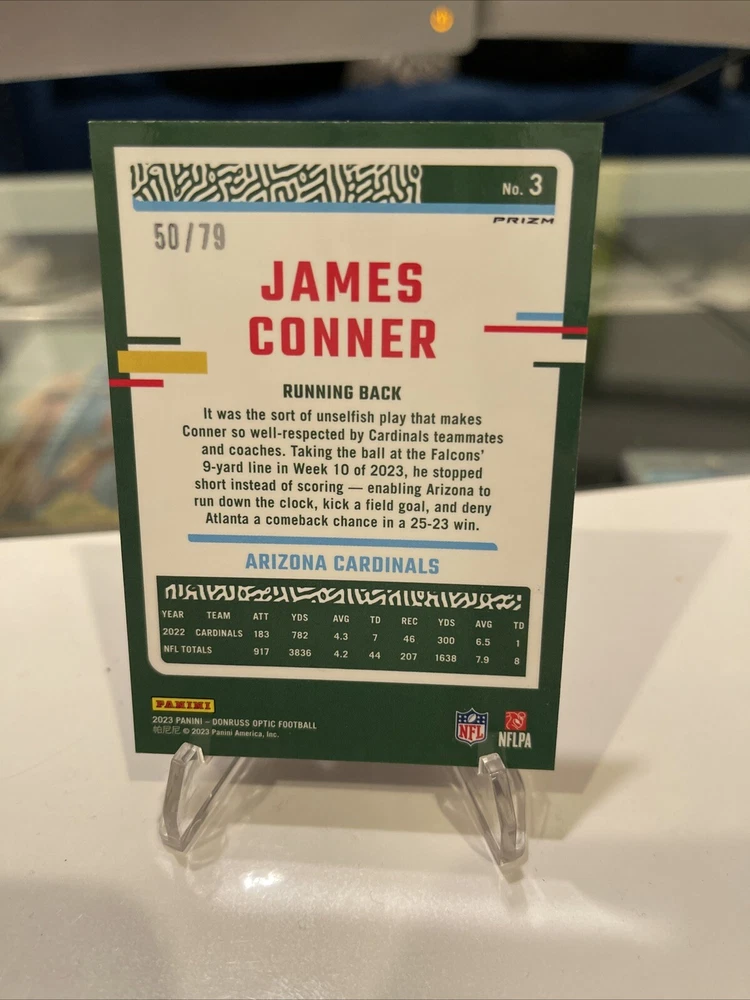 No. 3
PRIZM
50/79
JAMES
CONNER
RUNNING BACK
It was the sort of unselfish play that makes
Conner so well-respected by Cardinals teammates
and coaches. Taking the ball at the Falcons'
9-yard line in Week 10 of 2023, he stopped
short instead of scoring — enabling Arizona to
run down the clock, kick a field goal, and deny
Atlanta a comeback chance in a 25-23 win.
ARIZONA CARDINALS
YEAR TEAM ATT YDS AVG TD REC YDS AVG TD
2022 CARDINALS 183 782 4.3 7 46 300 6.5 1
NFL TOTALS 917 3836 4.2 44 207 1638 7.9 8
PANINI
2023 PANINI – DONRUSS OPTIC FOOTBALL
帕尼尼 © 2023 Panini America, Inc.
NFL
NFLPA